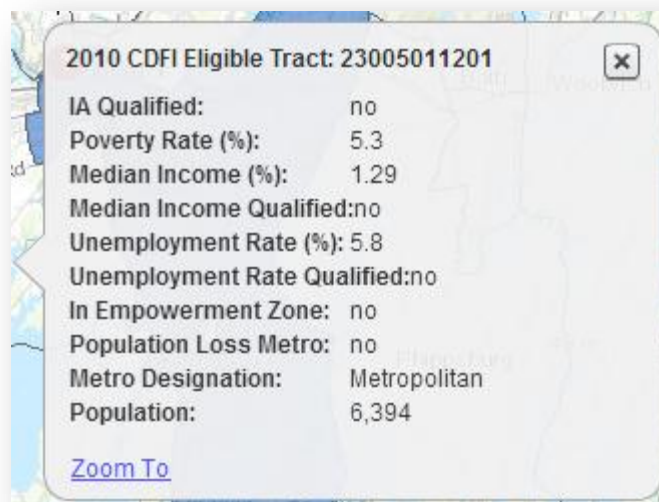 2010 CDFI Eligible Tract: 23005011201
IA Qualified: no
Poverty Rate (%): 5.3
Median Income (%): 1.29
Median Income Qualified:no
Unemployment Rate (%): 5.8
Unemployment Rate Qualified:no
In Empowerment Zone: no
Population Loss Metro: no
Metro Designation: Metropolitan
Population: 6,394
Zoom To